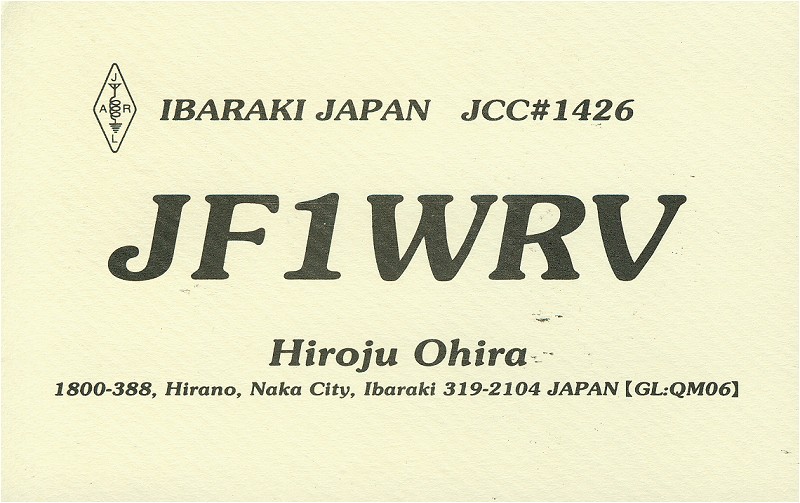 JARL
IBARAKI JAPAN JCC#1426
JF1WRV
Hiroju Ohira
1800-388, Hirano, Naka City, Ibaraki 319-2104 JAPAN【GL:QM06】